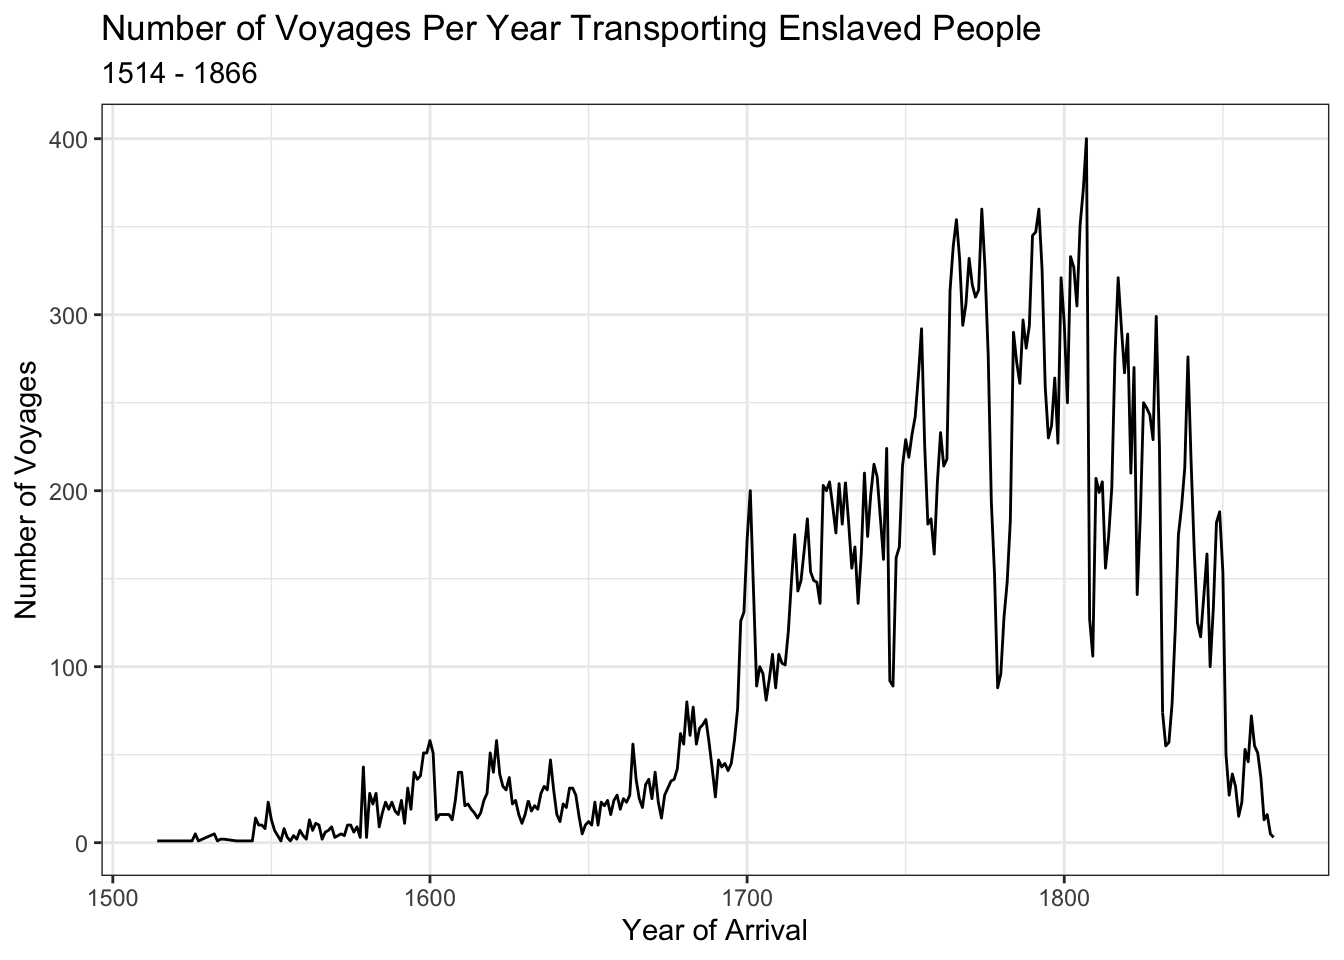 Number of Voyages Per Year Transporting Enslaved People
1514 - 1866
400
300
200
100
0
Number of Voyages
1500 1600 1700 1800
Year of Arrival